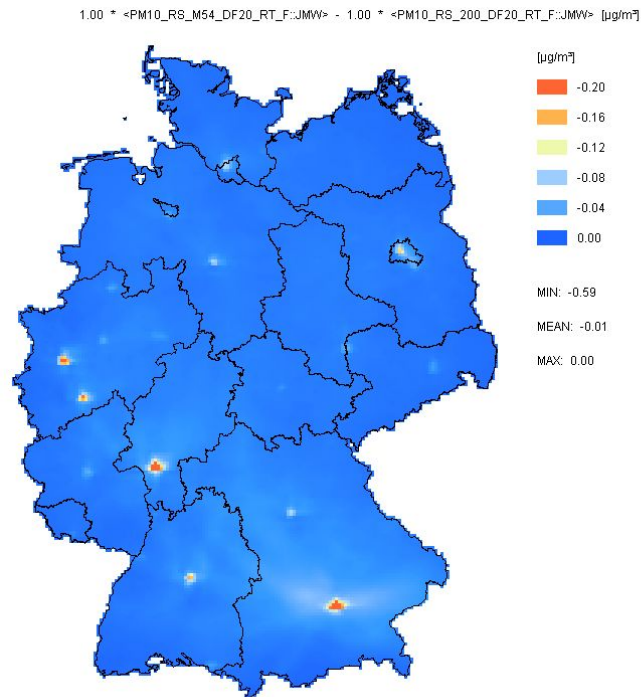 1.00 * <PM10_RS_M54_DF20_RT_F::JMW> - 1.00 * <PM10_RS_200_DF20_RT_F::JMW> [µg/m³]
[µg/m³]
-0.20
-0.16
-0.12
-0.08
-0.04
0.00
MIN: -0.59
MEAN: -0.01
MAX: 0.00